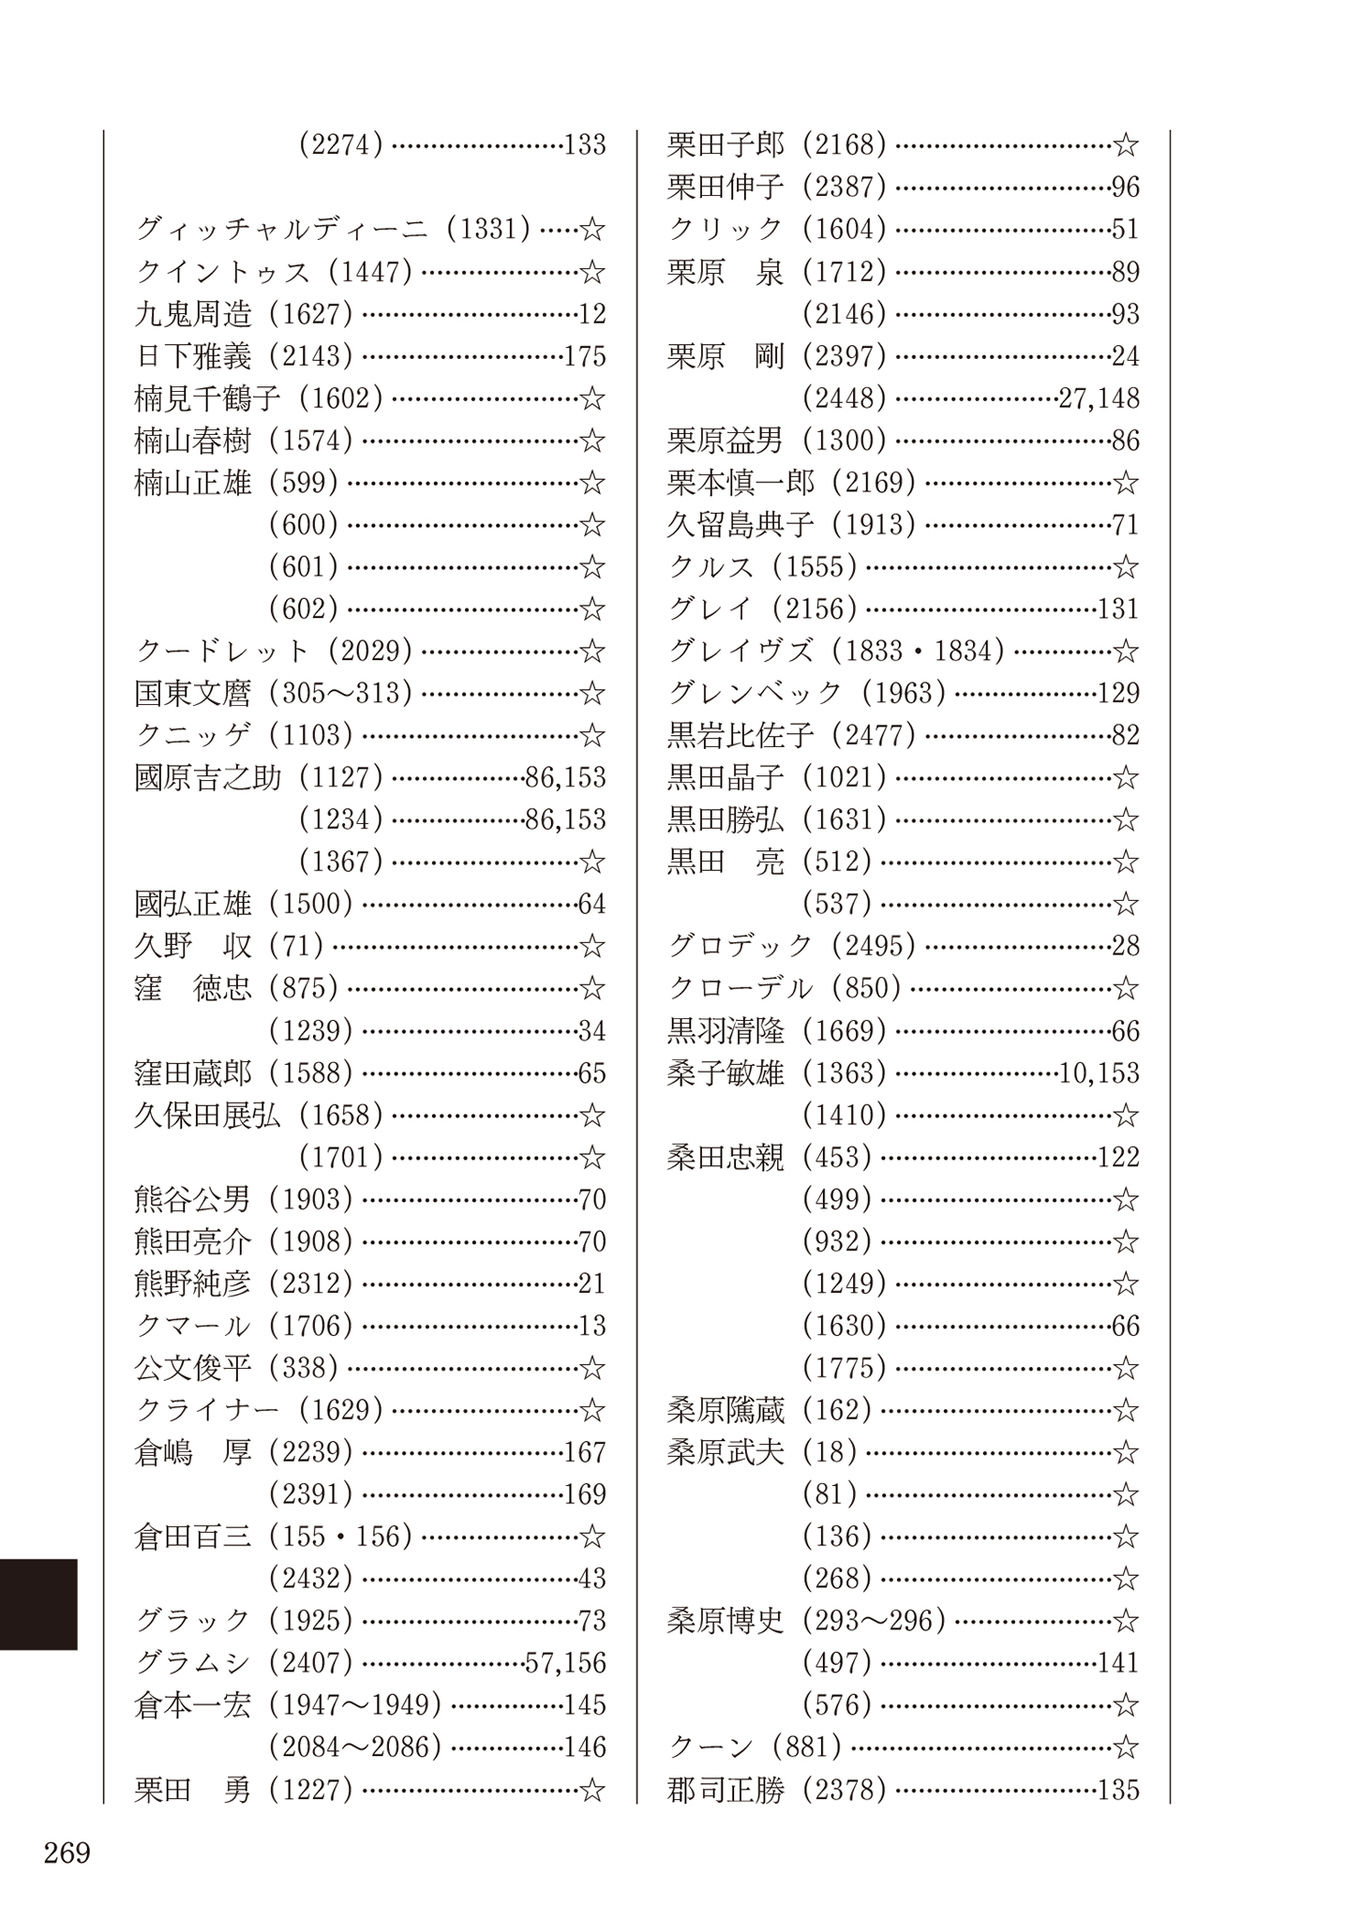 (2274)……………………133
グィッチャルディーニ (1331)……☆
クイントゥス (1447)…………………☆
九鬼周造 (1627)………………………12
日下雅義 (2143)………………………175
楠見千鶴子 (1602)……………………☆
楠山春樹 (1574)………………………☆
楠山正雄 (599)…………………………☆
(600)…………………………☆
(601)…………………………☆
(602)…………………………☆
クードレット (2029)…………………☆
国東文麿 (305〜313)…………………☆
クニッゲ (1103)………………………☆
國原吉之助 (1127)………………86,153
(1234)………………86,153
(1367)……………………☆
國弘正雄 (1500)………………………64
久野　収 (71)……………………………☆
窪　徳忠 (875)…………………………☆
(1239)………………………34
窪田蔵郎 (1588)………………………65
久保田展弘 (1658)……………………☆
(1701)……………………☆
熊谷公男 (1903)………………………70
熊田亮介 (1908)………………………70
熊野純彦 (2312)………………………21
クマール (1706)………………………13
公文俊平 (338)…………………………☆
クライナー (1629)……………………☆
倉嶋　厚 (2239)………………………167
(2391)………………………169
倉田百三 (155・156)…………………☆
(2432)………………………43
グラック (1925)………………………73
グラムシ (2407)…………………57,156
倉本一宏 (1947〜1949)……………145
(2084〜2086)……………146
栗田　勇 (1227)………………………☆
栗田子郎 (2168)………………………☆
栗田伸子 (2387)………………………96
クリック (1604)………………………51
栗原　泉 (1712)………………………89
(2146)………………………93
栗原　剛 (2397)………………………24
(2448)…………………27,148
栗原益男 (1300)………………………86
栗本慎一郎 (2169)……………………☆
久留島典子 (1913)……………………71
クルス (1555)…………………………☆
グレイ (2156)…………………………131
グレイヴズ (1833・1834)…………☆
グレンベック (1963)………………129
黒岩比佐子 (2477)……………………82
黒田晶子 (1021)………………………☆
黒田勝弘 (1631)………………………☆
黒田　亮 (512)…………………………☆
(537)…………………………☆
グロデック (2495)……………………28
クローデル (850)……………………☆
黒羽清隆 (1669)………………………66
桑子敏雄 (1363)…………………10,153
(1410)………………………☆
桑田忠親 (453)………………………122
(499)…………………………☆
(932)…………………………☆
(1249)………………………☆
(1630)………………………66
(1775)………………………☆
桑原隲蔵 (162)…………………………☆
桑原武夫 (18)…………………………☆
(81)…………………………☆
(136)…………………………☆
(268)…………………………☆
桑原博史 (293〜296)…………………☆
(497)………………………141
(576)…………………………☆
クーン (881)……………………………☆
郡司正勝 (2378)………………………135
269